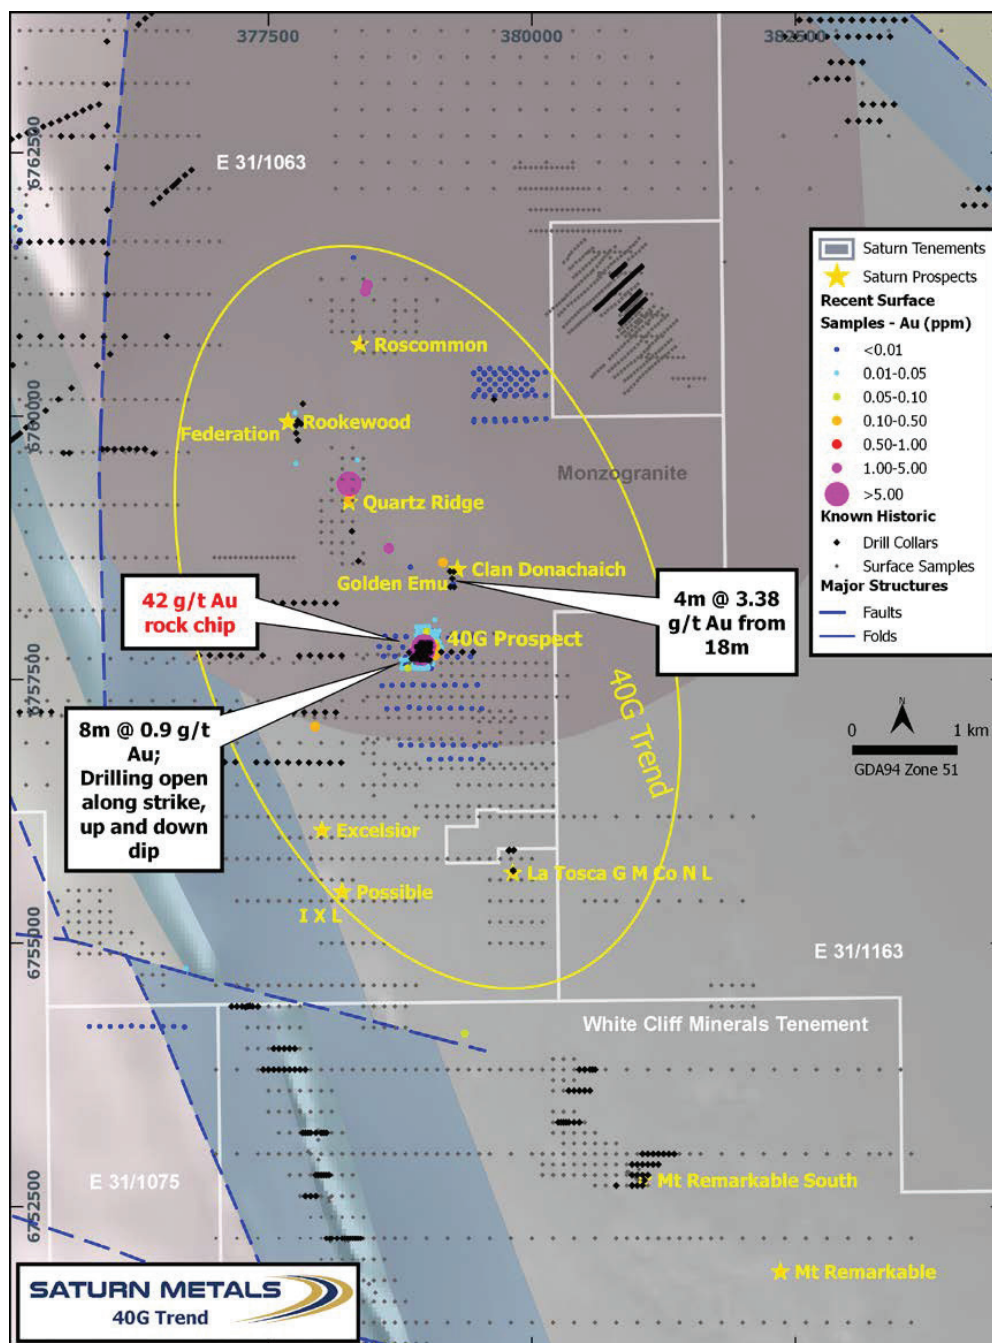 377500
380000
382500
6762500
E 31/1063
Saturn Tenements
Saturn Prospects
Recent Surface
Samples - Au (ppm)
<0.01
0.01-0.05
0.05-0.10
0.10-0.50
0.50-1.00
1.00-5.00
>5.00
Known Historic
Drill Collars
Surface Samples
Major Structures
Faults
Folds
Roscommon
6760000
Rookewood
Federation
Monzogranite
Quartz Ridge
Clan Donachaich
Golden Emu
42 g/t Au
rock chip
4m @ 3.38
g/t Au from
18m
40G Prospect
6757500
40G Trend
8m @ 0.9 g/t
Au;
Drilling open
along strike,
up and down
dip
N
0 1 km
GDA94 Zone 51
Excelsior
La Tosca G M Co N L
Possible
I X L
6755000
E 31/1163
White Cliff Minerals Tenement
E 31/1075
Mt Remarkable South
6752500
Mt Remarkable
SATURN METALS
40G Trend